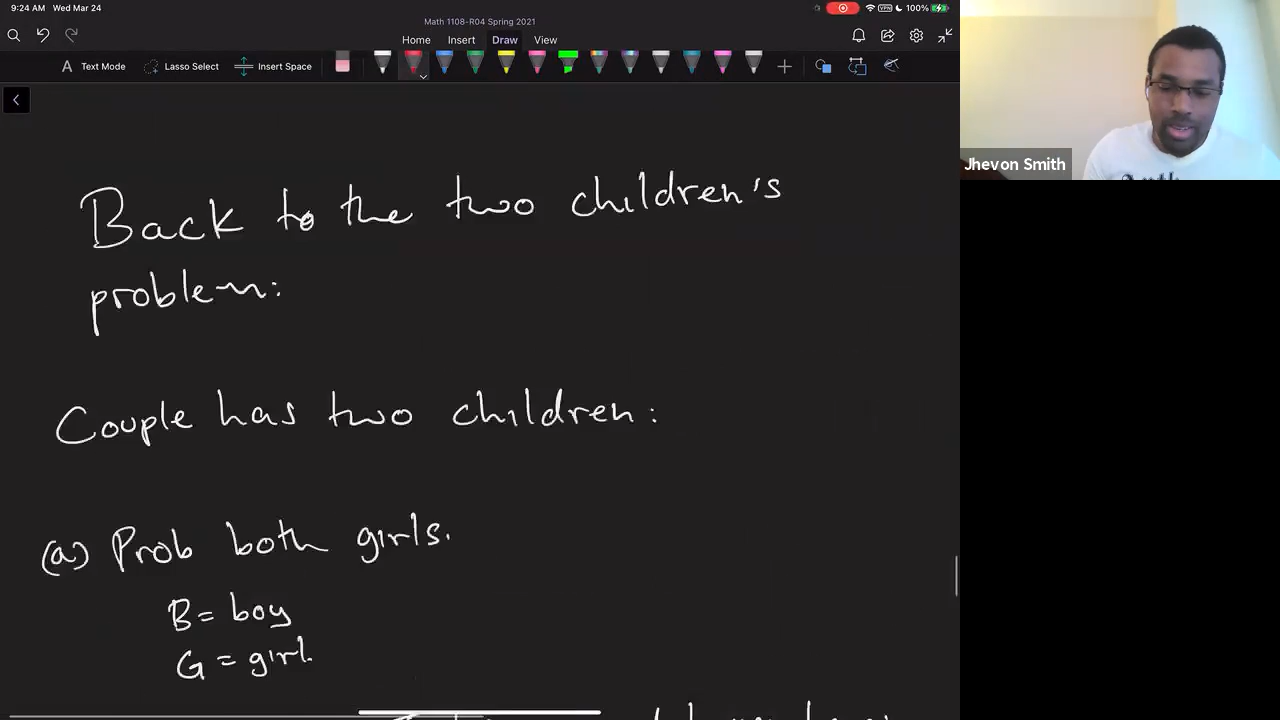 9:24 AM Wed Mar 24
100%
Math 1108-R04 Spring 2021
Home Insert Draw View
Text Mode Lasso Select Insert Space
Jhevon Smith
Back to the two children's
problem:
Couple has two children:
(a) Prob both girls.
B = boy
G = girl